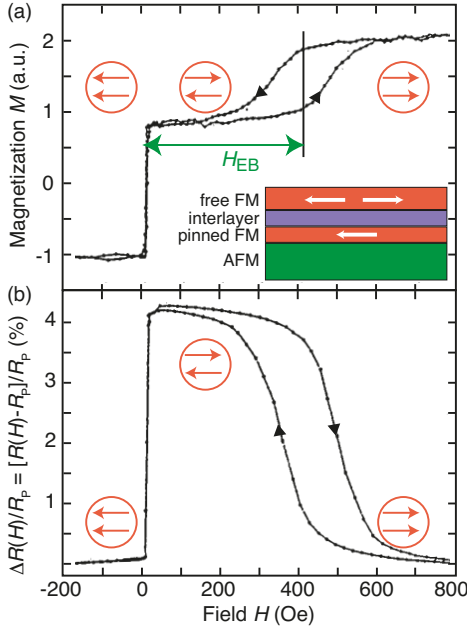 (a)
Magnetization M (a.u.)
2
1
0
-1
H_EB
free FM
interlayer
pinned FM
AFM
(b)
ΔR(H)/R_P = [R(H)-R_P]/R_P (%)
4
3
2
1
-200 0 200 400 600 800
Field H (Oe)